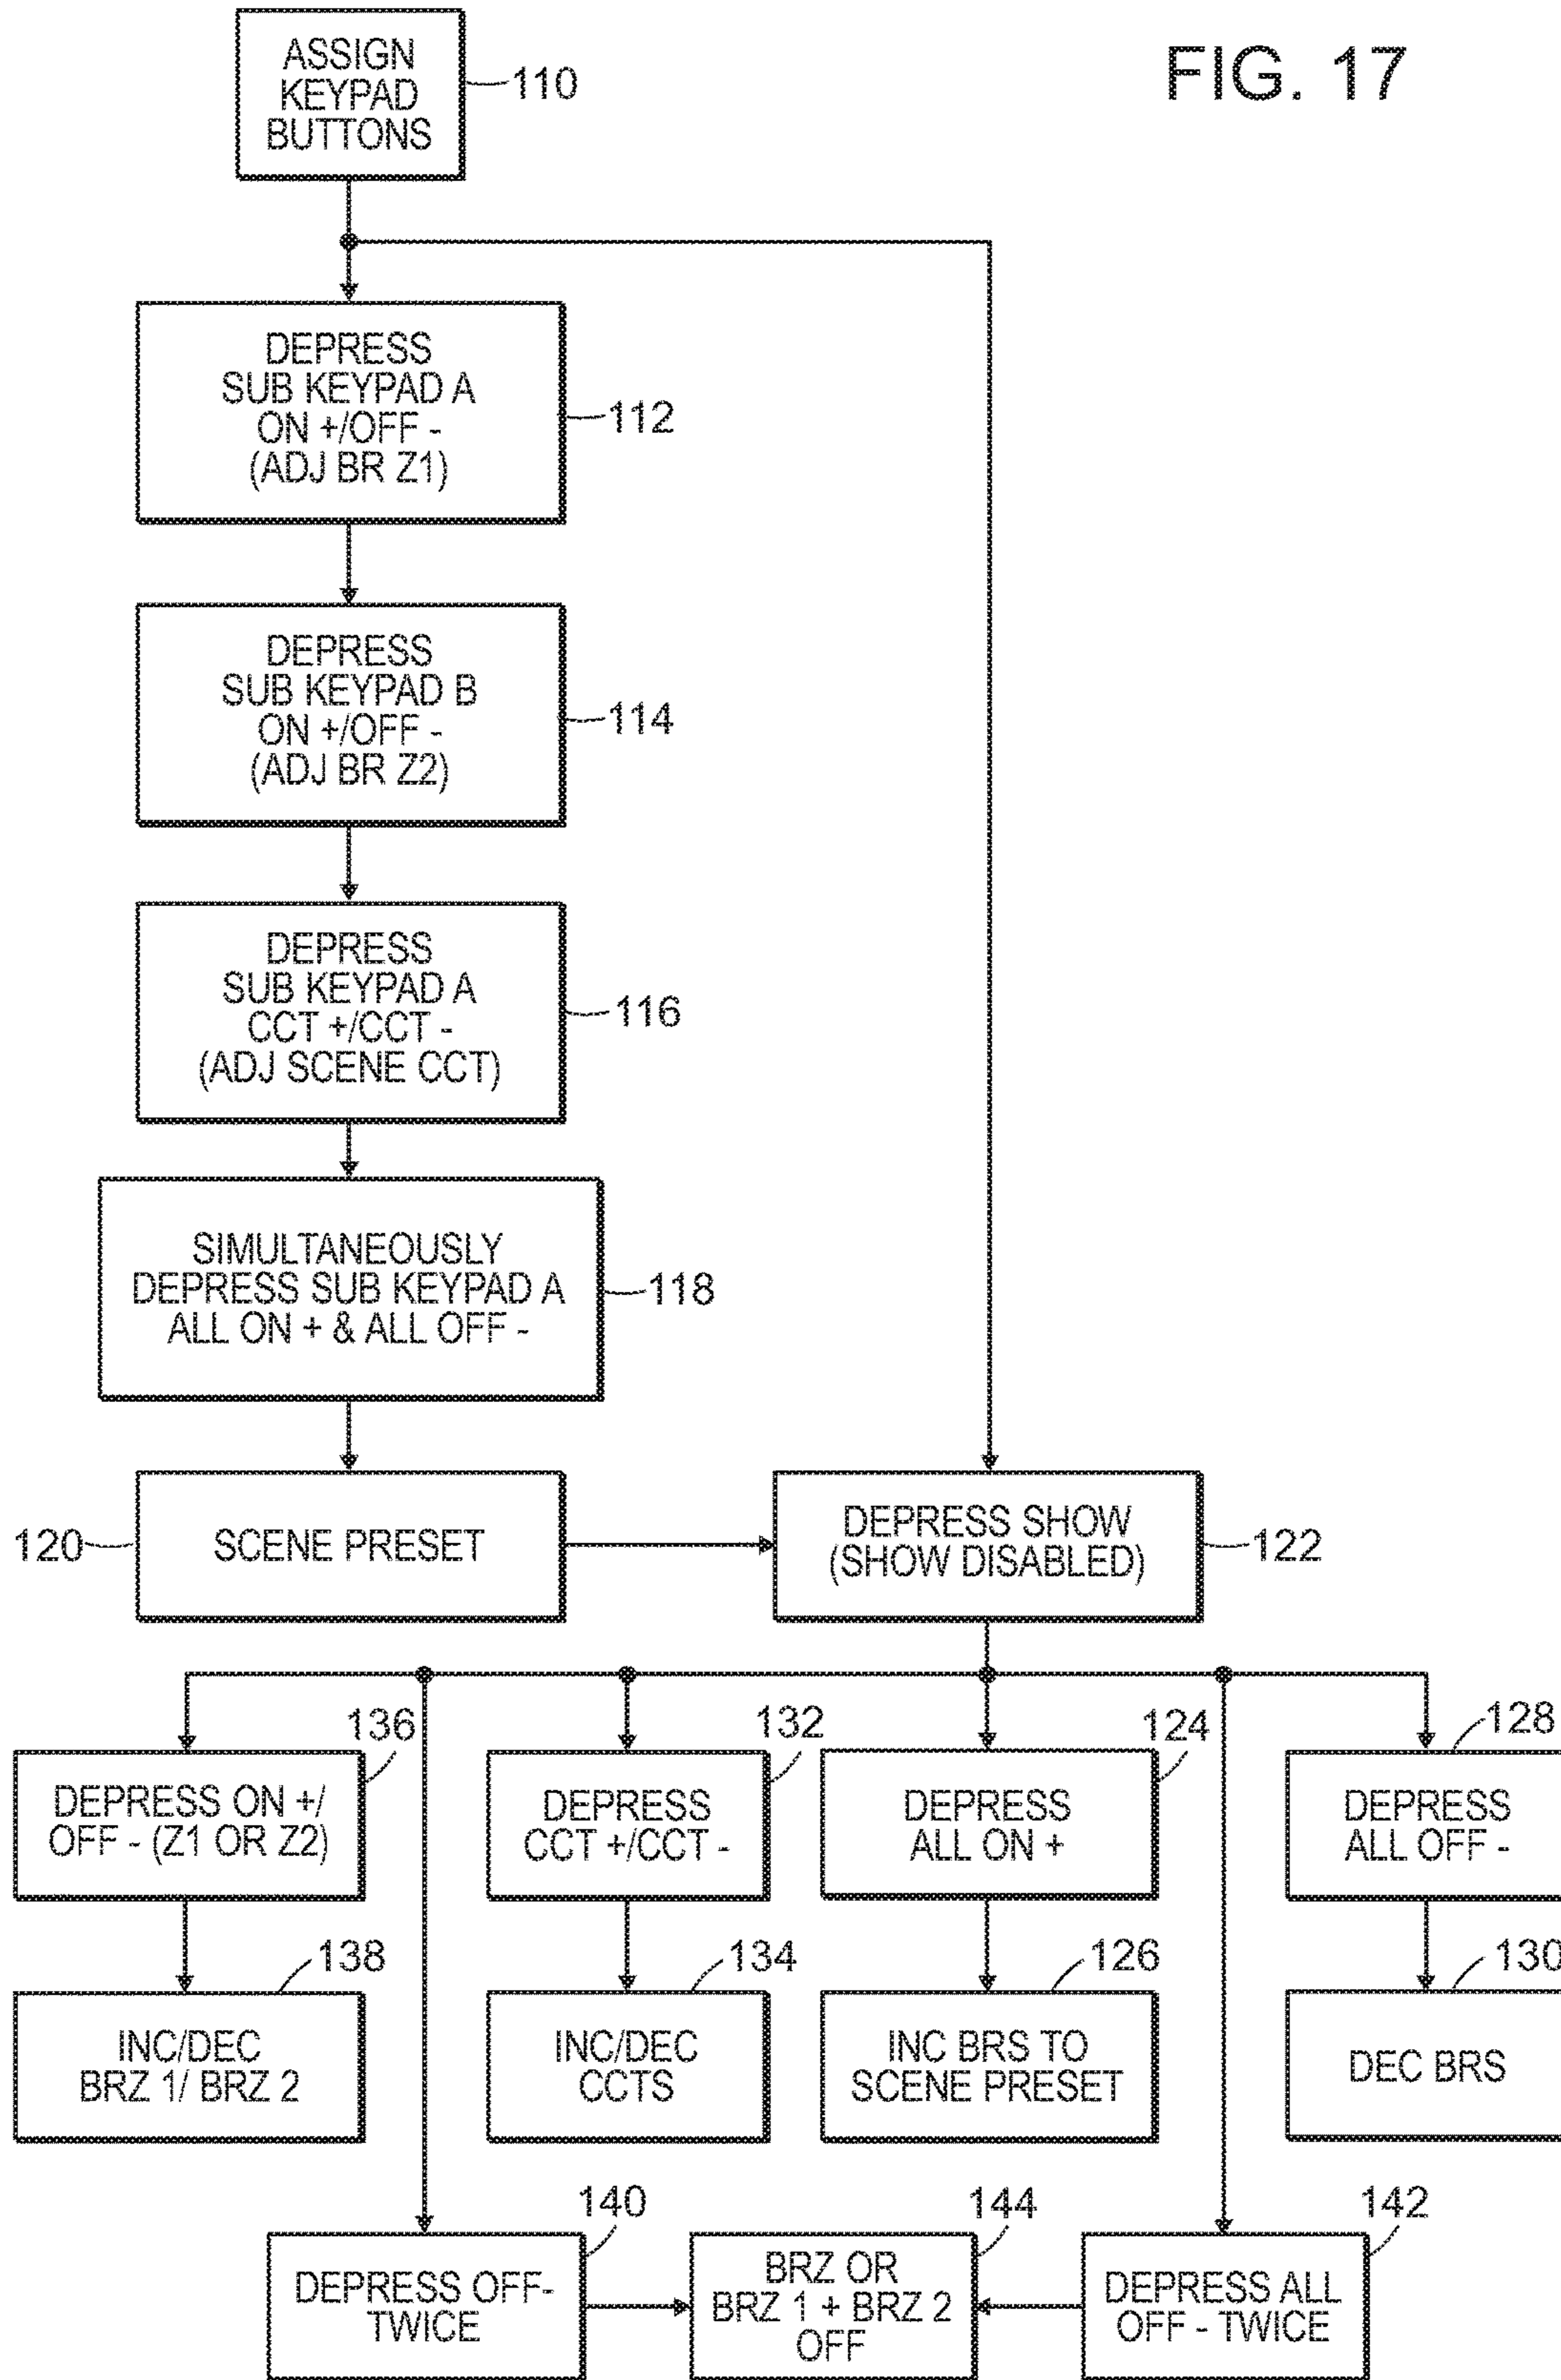 FIG. 17
ASSIGN
KEYPAD
BUTTONS
110
DEPRESS
SUB KEYPAD A
ON +/OFF -
(ADJ BR Z1)
112
DEPRESS
SUB KEYPAD B
ON +/OFF -
(ADJ BR Z2)
114
DEPRESS
SUB KEYPAD A
CCT +/CCT -
(ADJ SCENE CCT)
116
SIMULTANEOUSLY
DEPRESS SUB KEYPAD A
ALL ON + & ALL OFF -
118
120
SCENE PRESET
DEPRESS SHOW
(SHOW DISABLED)
122
136
DEPRESS ON +/
OFF - (Z1 OR Z2)
132
DEPRESS
CCT +/CCT -
124
DEPRESS
ALL ON +
128
DEPRESS
ALL OFF -
138
INC/DEC
BRZ 1/ BRZ 2
134
INC/DEC
CCTS
126
INC BRS TO
SCENE PRESET
130
DEC BRS
140
DEPRESS OFF-
TWICE
144
BRZ OR
BRZ 1 + BRZ 2
OFF
142
DEPRESS ALL
OFF - TWICE